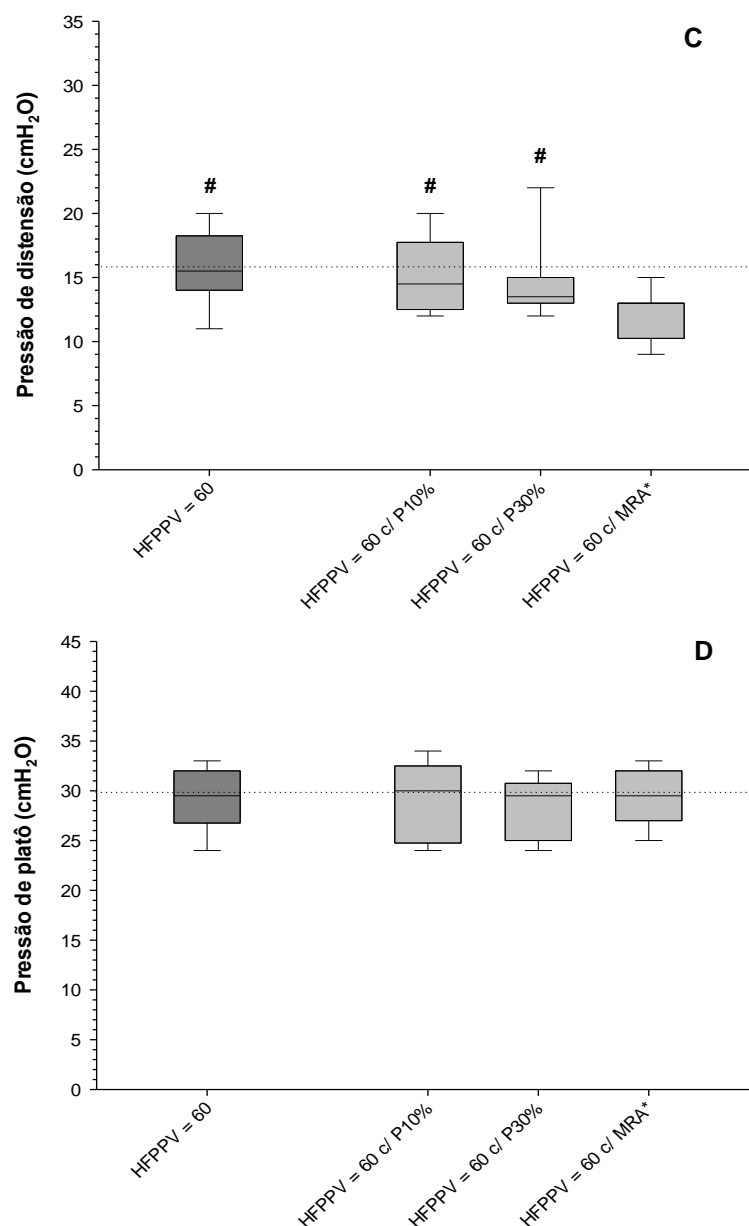 C
Pressão de distensão (cmH₂O)
35
30
25
20
15
10
5
0
#
#
#
HFPPV = 60
HFPPV = 60 c/ P10%
HFPPV = 60 c/ P30%
HFPPV = 60 c/ MRA*
D
Pressão de platô (cmH₂O)
45
40
35
30
25
20
15
10
5
0
HFPPV = 60
HFPPV = 60 c/ P10%
HFPPV = 60 c/ P30%
HFPPV = 60 c/ MRA*